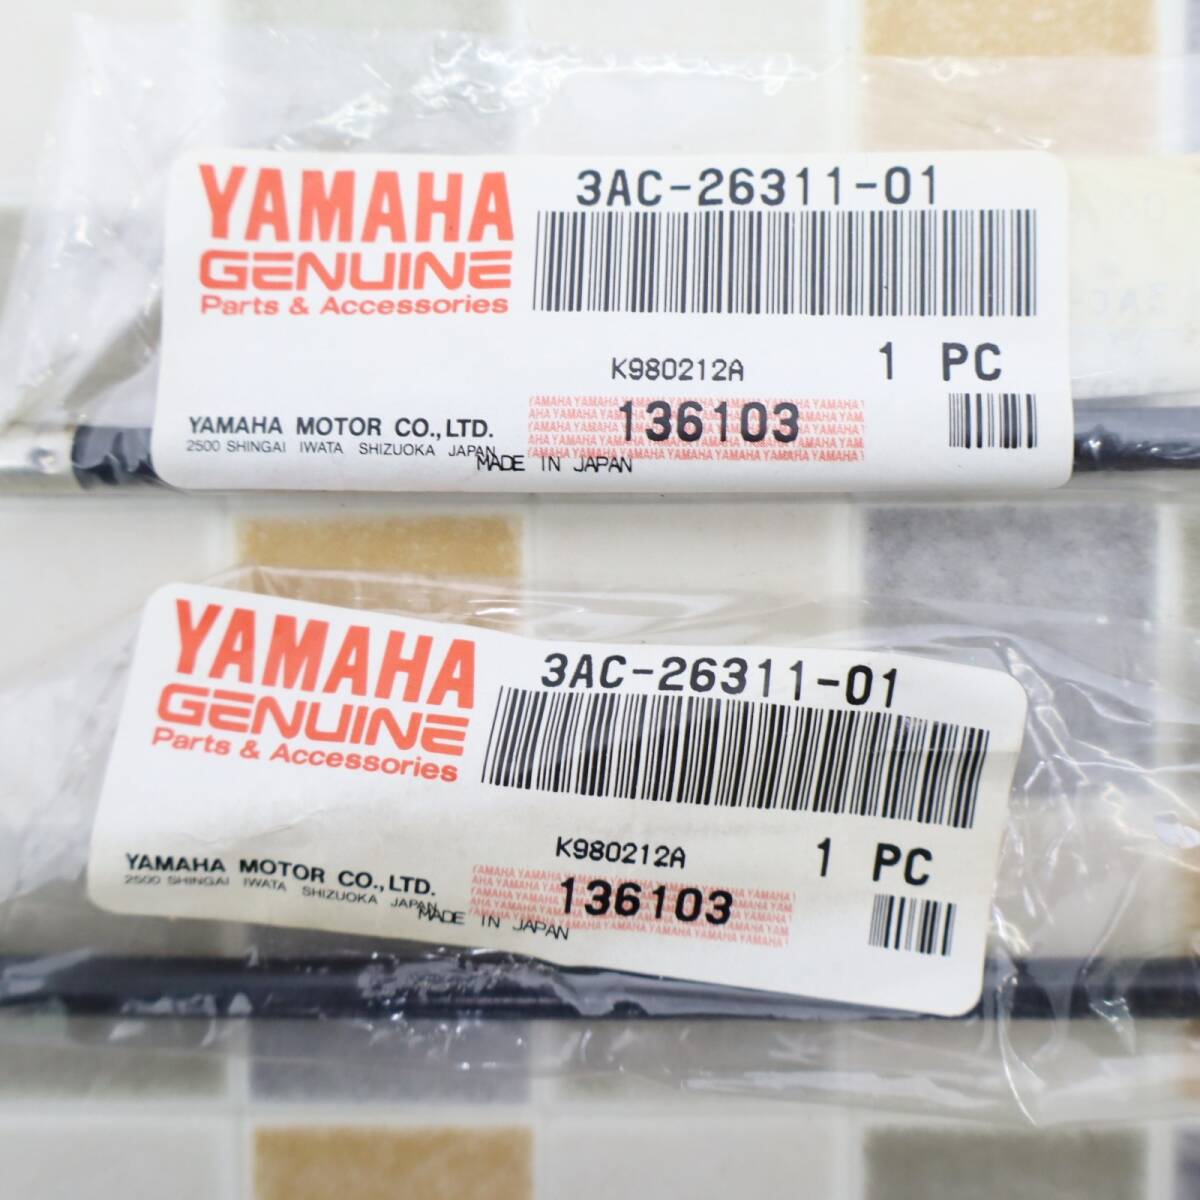 YAMAHA
GENUINE
Parts & Accessories
3AC-26311-01
K980212A
1 PC
136103
YAMAHA MOTOR CO., LTD.
2500 SHINGAI IWATA SHIZUOKA JAPAN
MADE IN JAPAN
YAMAHA
GENUINE
Parts & Accessories
3AC-26311-01
K980212A
1 PC
136103
YAMAHA MOTOR CO., LTD.
2500 SHINGAI IWATA SHIZUOKA JAPAN
MADE IN JAPAN